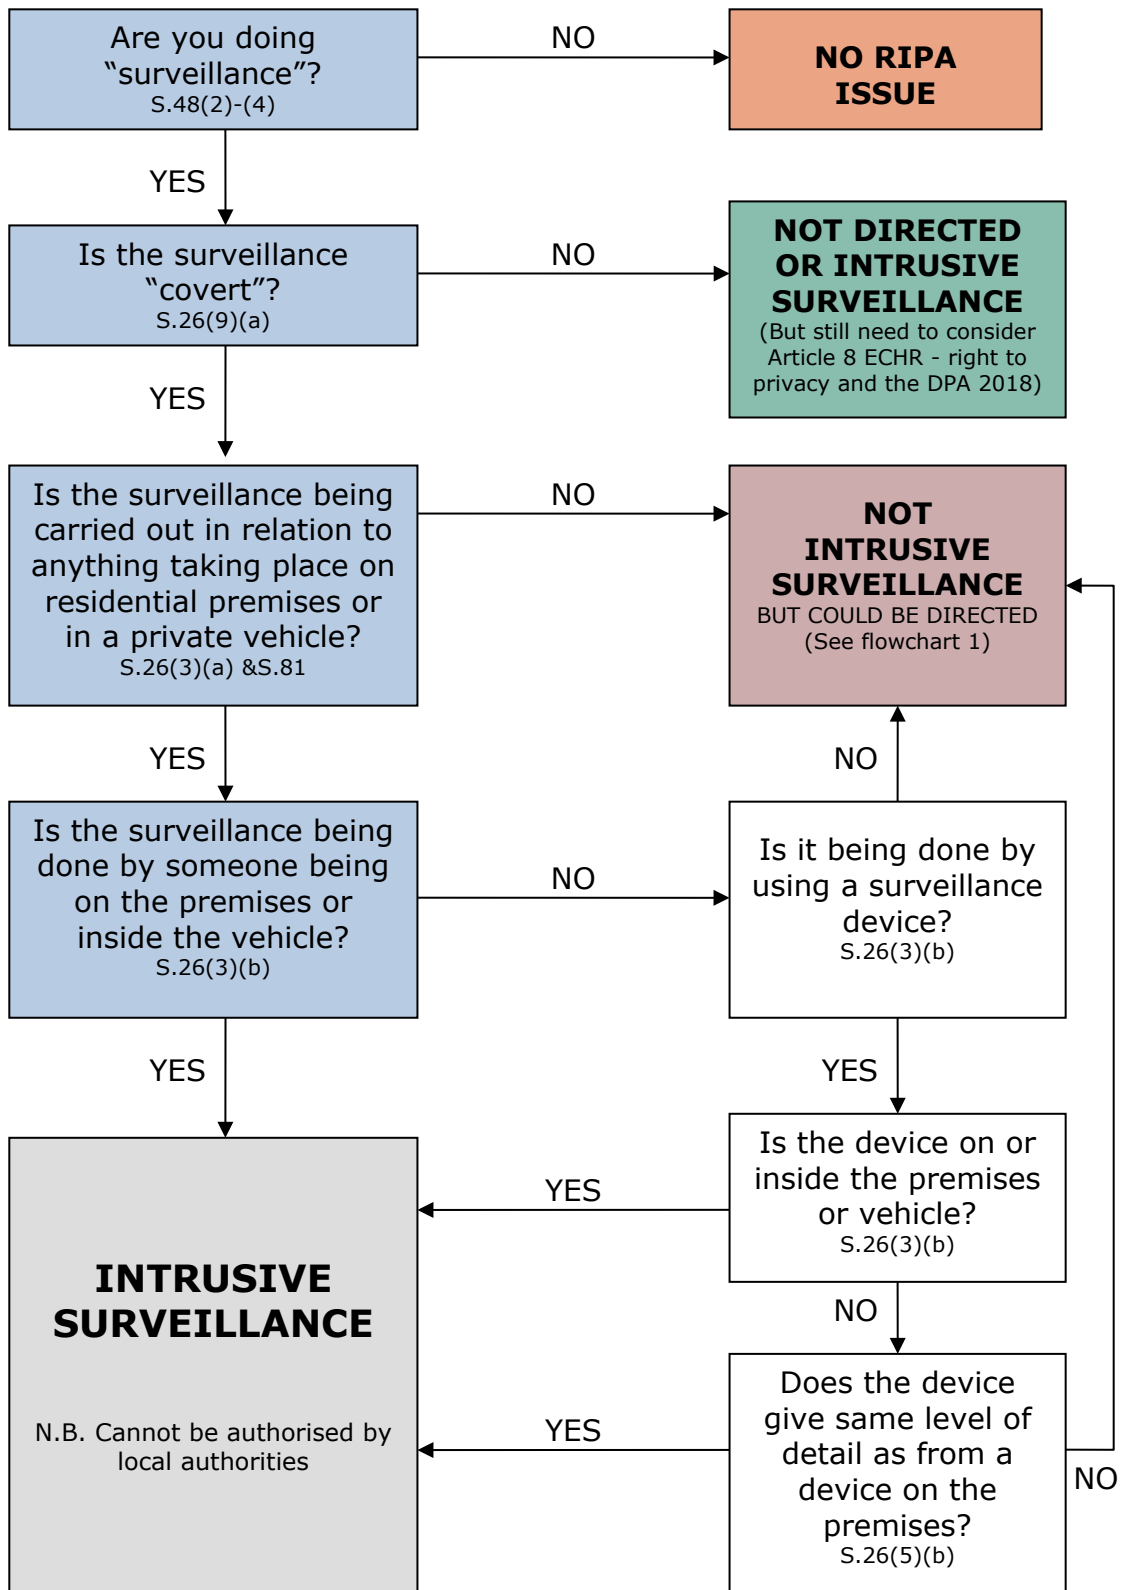 Are you doing
“surveillance”?
S.48(2)-(4)
NO
NO RIPA
ISSUE
YES
Is the surveillance
“covert”?
S.26(9)(a)
NO
NOT DIRECTED
OR INTRUSIVE
SURVEILLANCE
(But still need to consider
Article 8 ECHR - right to
privacy and the DPA 2018)
YES
Is the surveillance being
carried out in relation to
anything taking place on
residential premises or
in a private vehicle?
S.26(3)(a) &S.81
NO
NOT
INTRUSIVE
SURVEILLANCE
BUT COULD BE DIRECTED
(See flowchart 1)
YES
NO
Is the surveillance being
done by someone being
on the premises or
inside the vehicle?
S.26(3)(b)
NO
Is it being done by
using a surveillance
device?
S.26(3)(b)
YES
YES
Is the device on or
inside the premises
or vehicle?
S.26(3)(b)
YES
INTRUSIVE
SURVEILLANCE
N.B. Cannot be authorised by
local authorities
NO
Does the device
give same level of
detail as from a
device on the
premises?
S.26(5)(b)
YES
NO